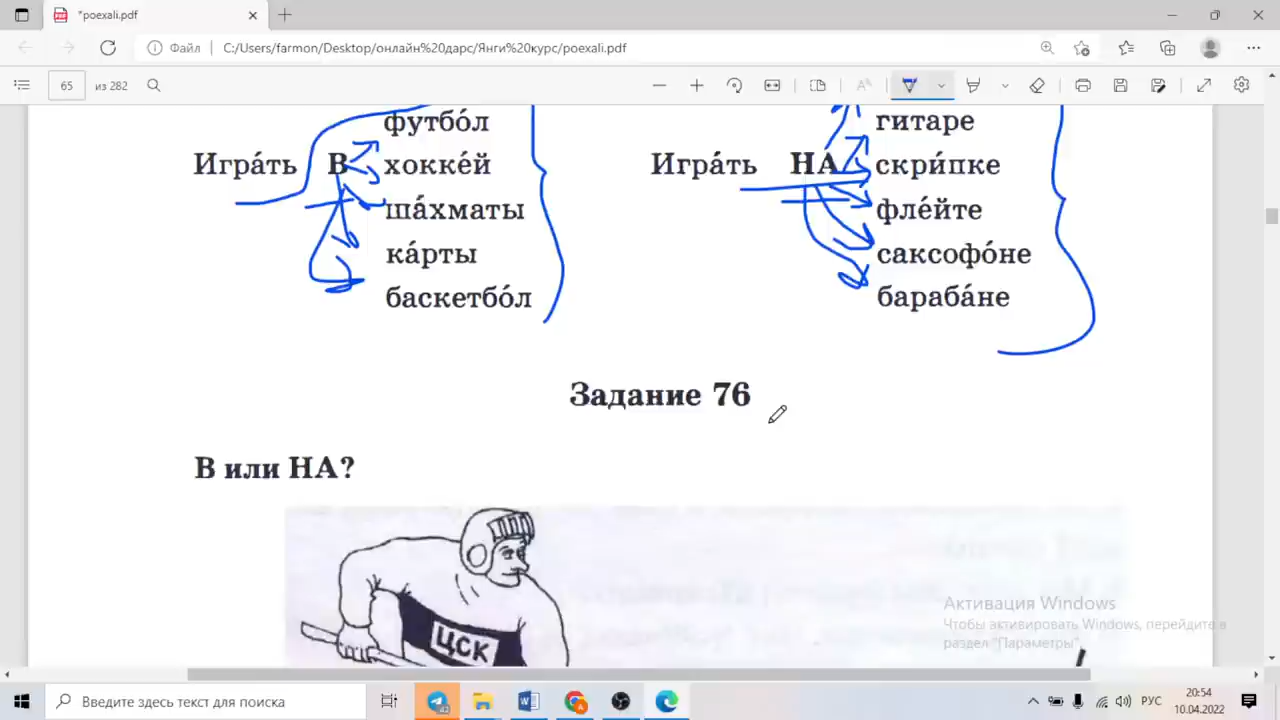 *poexali.pdf
Файл C:/Users/farmon/Desktop/онлайн%20дарс/Янги%20курс/poexali.pdf
65 из 282
футбо́л
Игра́ть В хокке́й
ша́хматы
ка́рты
баскетбо́л
гитаре
Игра́ть НА скри́пке
фле́йте
саксофо́не
бараба́не
Задание 76
В или НА?
ЦСК
Активация Windows
Чтобы активировать Windows, перейдите в
раздел "Параметры".
Введите здесь текст для поиска
РУС
20:54
10.04.2022